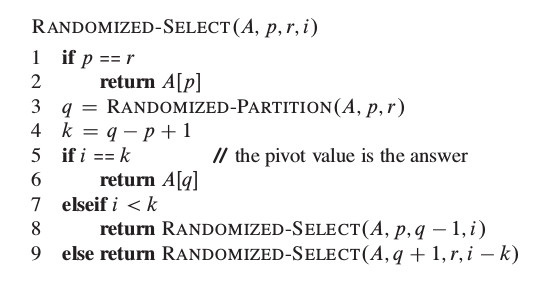 RANDOMIZED-SELECT(A, p, r, i)
1 if p == r
2 return A[p]
3 q = RANDOMIZED-PARTITION(A, p, r)
4 k = q − p + 1
5 if i == k // the pivot value is the answer
6 return A[q]
7 elseif i < k
8 return RANDOMIZED-SELECT(A, p, q − 1, i)
9 else return RANDOMIZED-SELECT(A, q + 1, r, i − k)